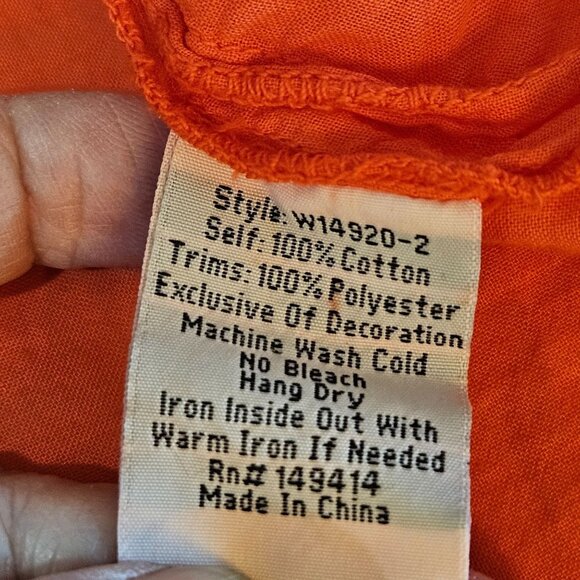 Style: W14920-2
Self: 100% Cotton
Trims: 100% Polyester
Exclusive Of Decoration
Machine Wash Cold
No Bleach
Hang Dry
Iron Inside Out With
Warm Iron If Needed
Rn# 149414
Made In China